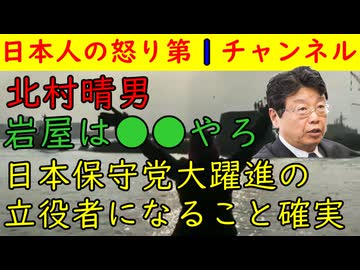 日本人の怒り第1チャンネル
北村晴男
岩屋は●●やろ
日本保守党大躍進の
立役者になること確実